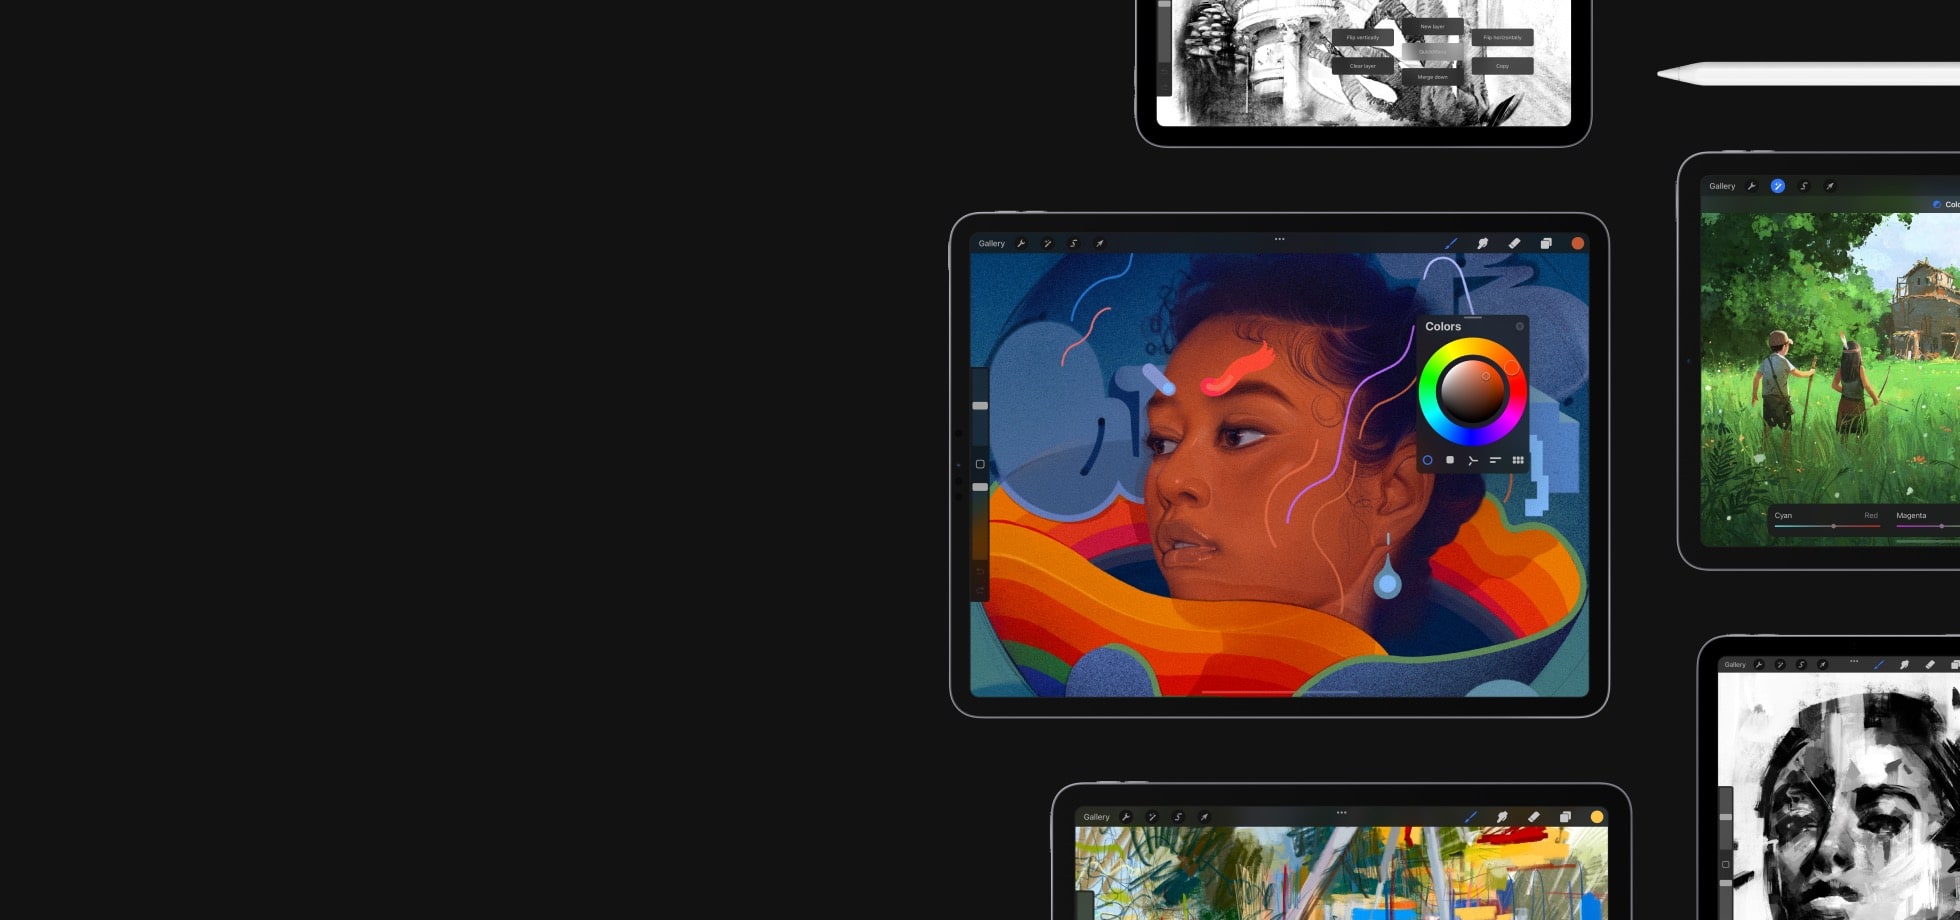 New layer
Flip vertically
Flip horizontally
QuickMenu
Clear layer
Copy
Merge down
Gallery
Gallery
Colors
Cyan
Red
Magenta
Gallery
Gallery